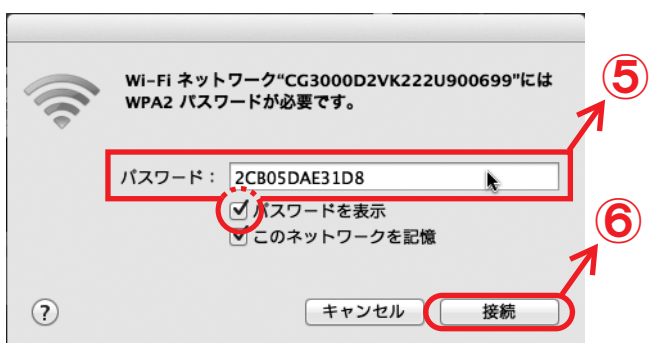 Wi-Fi ネットワーク“CG3000D2VK222U900699”には
WPA2 パスワードが必要です。
⑤
パスワード： 2CB05DAE31D8
パスワードを表示
このネットワークを記憶
⑥
? キャンセル 接続